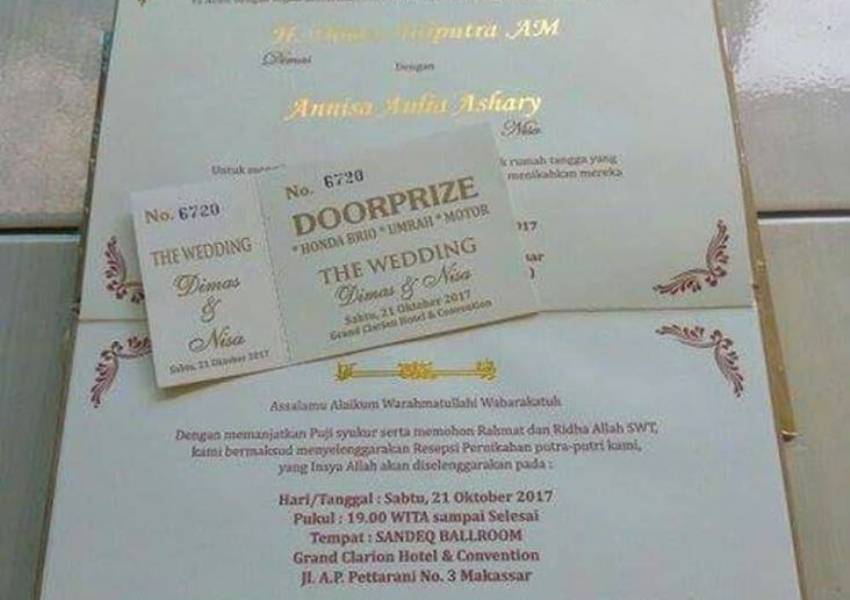 AM
Dimas
Dengan
Annisa Aulia Ashary
Nisa
Untuk
rumah tangga yang
menikahkan mereka
2017
No. 6720
THE WEDDING
Dimas
&
Nisa
Sabtu, 21 Oktober 2017
No. 6720
DOORPRIZE
* HONDA BRIO * UMRAH * MOTOR
THE WEDDING
Dimas & Nisa
Sabtu, 21 Oktober 2017
Grand Clarion Hotel & Convention
Assalamu Alaikum Warahmatullahi Wabarakatuh
Dengan memanjatkan Puji syukur serta memohon Rahmat dan Ridha Allah SWT,
kami bermaksud menyelenggarakan Resepsi Pernikahan putra-putri kami,
yang Insya Allah akan diselenggarakan pada :
Hari/Tanggal : Sabtu, 21 Oktober 2017
Pukul : 19.00 WITA sampai Selesai
Tempat : SANDEQ BALLROOM
Grand Clarion Hotel & Convention
Jl. A.P. Pettarani No. 3 Makassar